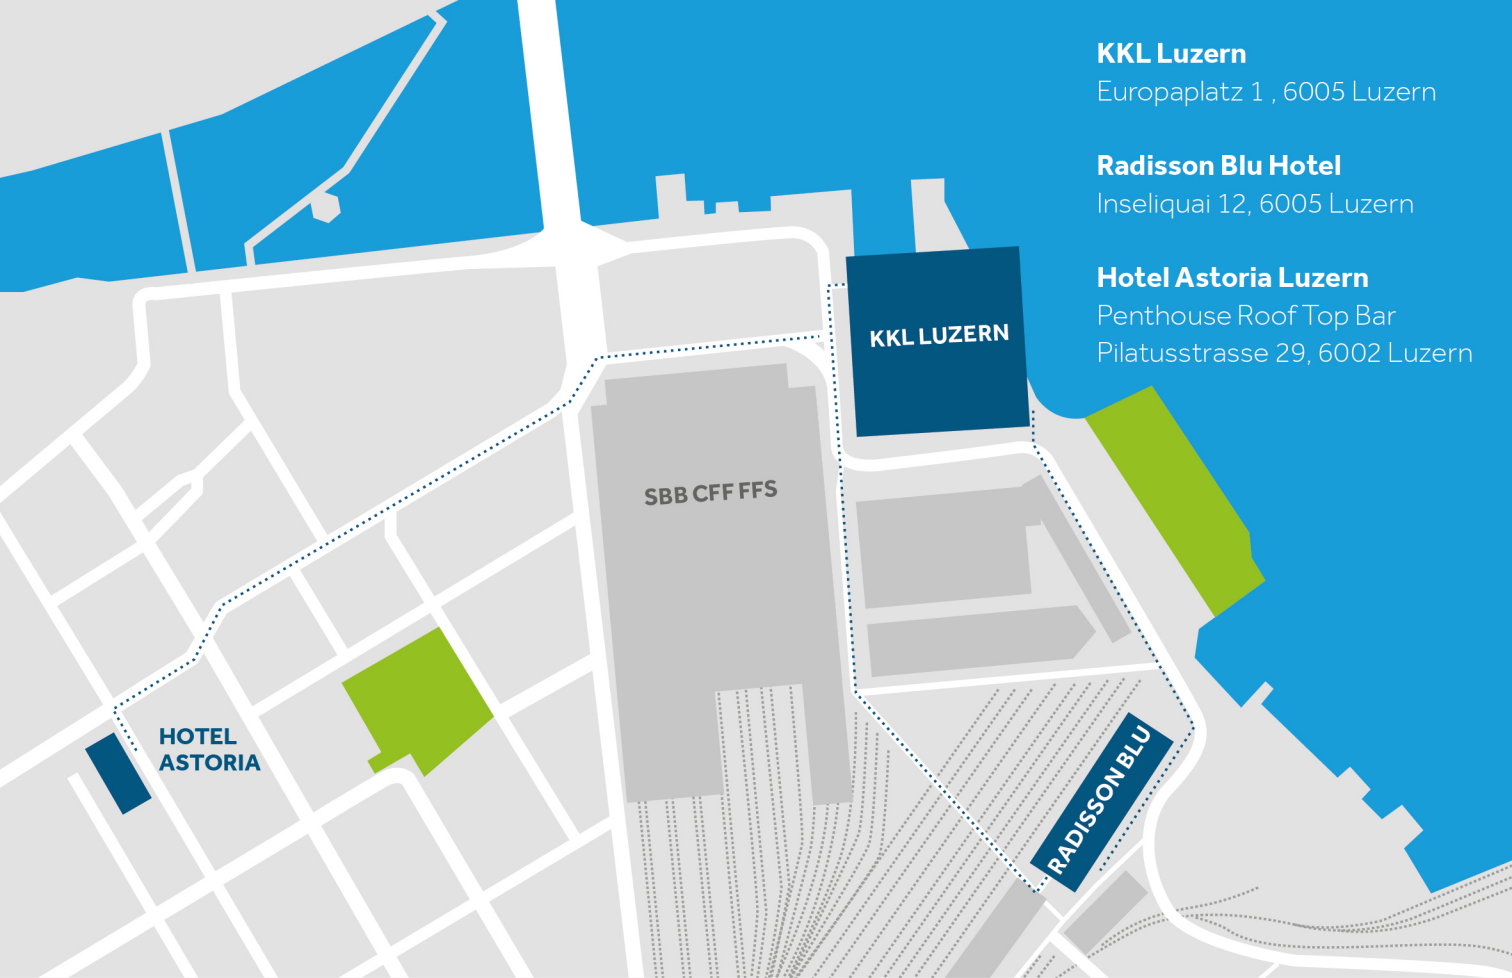 KKL Luzern
Europaplatz 1 , 6005 Luzern
Radisson Blu Hotel
Inseliquai 12, 6005 Luzern
Hotel Astoria Luzern
Penthouse Roof Top Bar
Pilatusstrasse 29, 6002 Luzern
KKL LUZERN
SBB CFF FFS
HOTEL
ASTORIA
RADISSON BLU